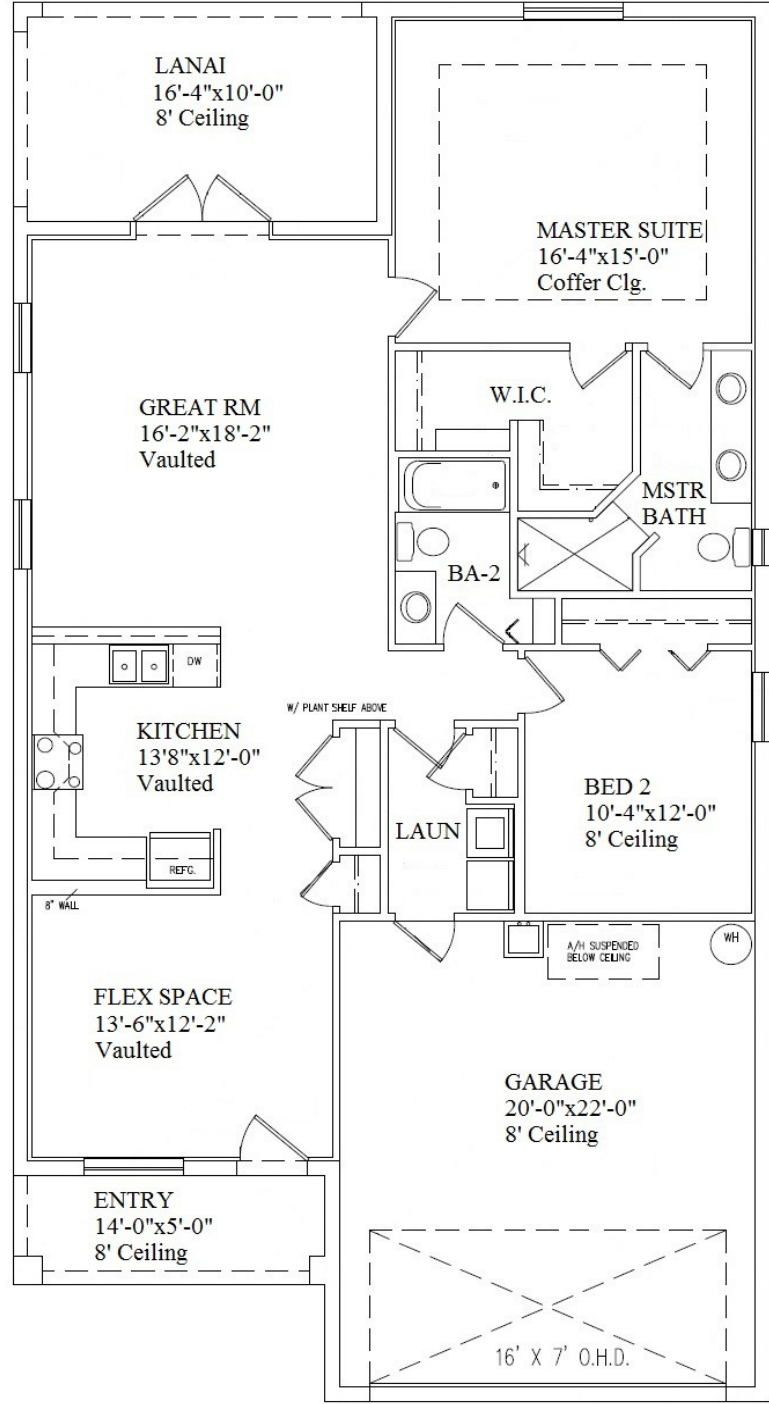 LANAI
16'-4"x10'-0"
8' Ceiling
MASTER SUITE
16'-4"x15'-0"
Coffer Clg.
GREAT RM
16'-2"x18'-2"
Vaulted
W.I.C.
MSTR
BATH
BA-2
DW
W/ PLANT SHELF ABOVE
KITCHEN
13'8"x12'-0"
Vaulted
BED 2
10'-4"x12'-0"
8' Ceiling
LAUN
REFG.
8" WALL
A/H SUSPENDED
BELOW CEILING
WH
FLEX SPACE
13'-6"x12'-2"
Vaulted
GARAGE
20'-0"x22'-0"
8' Ceiling
ENTRY
14'-0"x5'-0"
8' Ceiling
16' X 7' O.H.D.